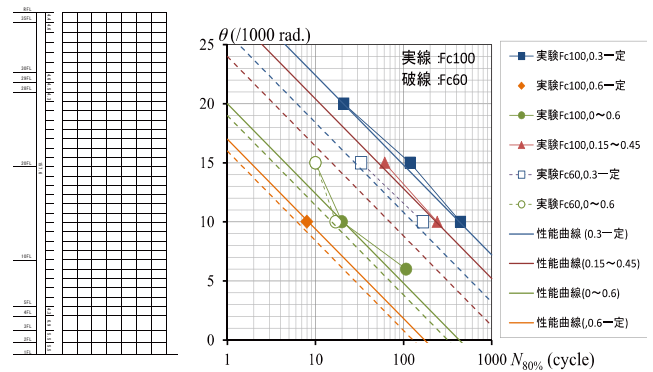 RFL
35FL
30FL
29FL
28FL
20FL
10FL
5FL
4FL
3FL
2FL
1FL
θ (/1000 rad.)
25
20
15
10
5
0
1
10
100
1000
N80% (cycle)
実線 :Fc100
破線 :Fc60
実験Fc100,0.3一定
実験Fc100,0.6一定
実験Fc100,0～0.6
実験Fc100,0.15～0.45
実験Fc60,0.3一定
実験Fc60,0～0.6
性能曲線(0.3一定)
性能曲線(0.15～0.45)
性能曲線(0～0.6)
性能曲線(,0.6一定)